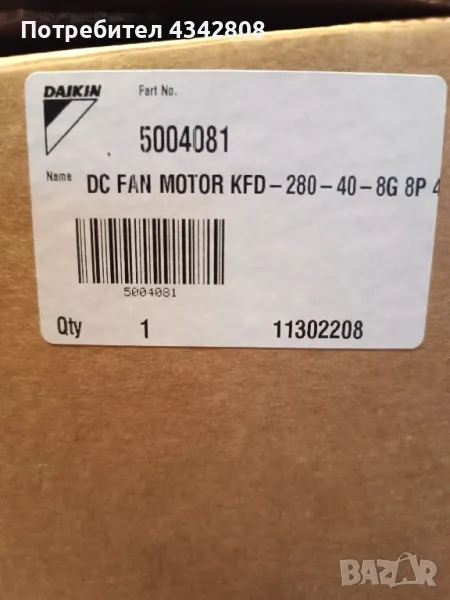 Потребител 4342808
DAIKIN
Part No.
5004081
Name DC FAN MOTOR KFD-280-40-8G 8P 4
5004081
Qty 1 11302208
BAZAR